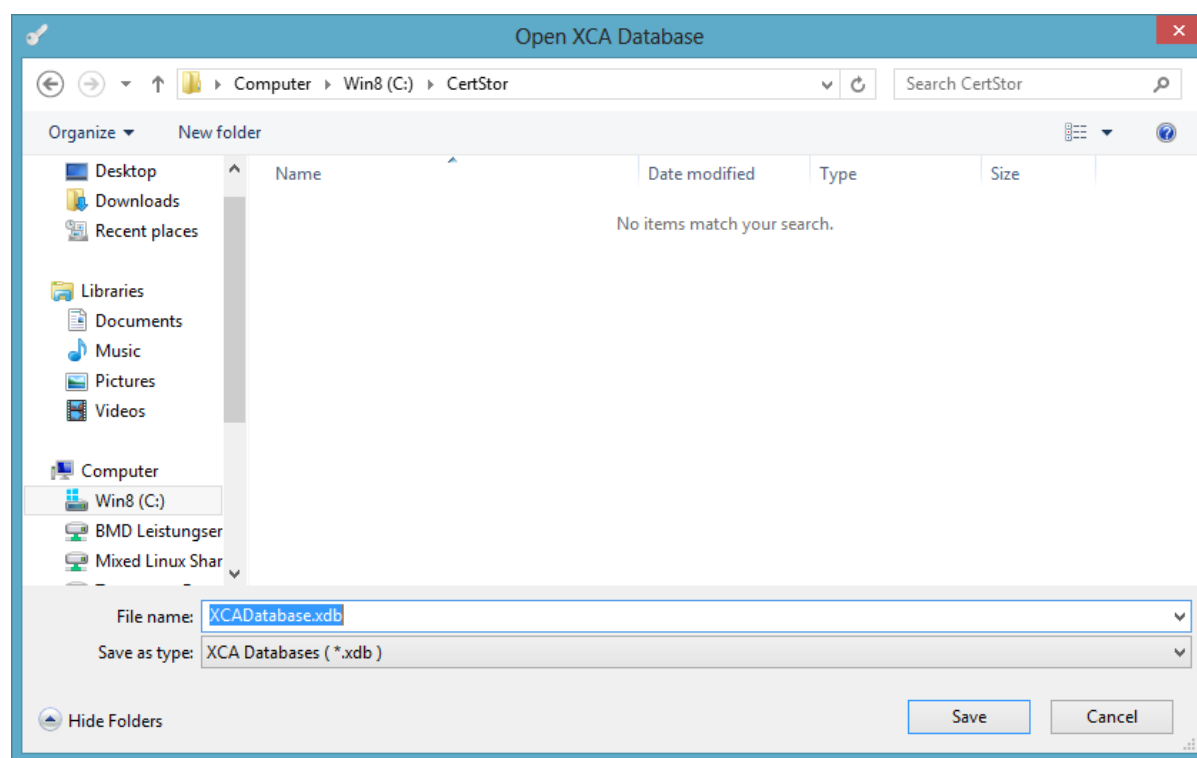 Open XCA Database
Computer Win8 (C:) CertStor
Search CertStor
Organize New folder
Name Date modified Type Size
No items match your search.
Desktop
Downloads
Recent places
Libraries
Documents
Music
Pictures
Videos
Computer
Win8 (C:)
BMD Leistungser
Mixed Linux Shar
File name: XCADatabase.xdb
Save as type: XCA Databases ( *.xdb )
Hide Folders
Save Cancel